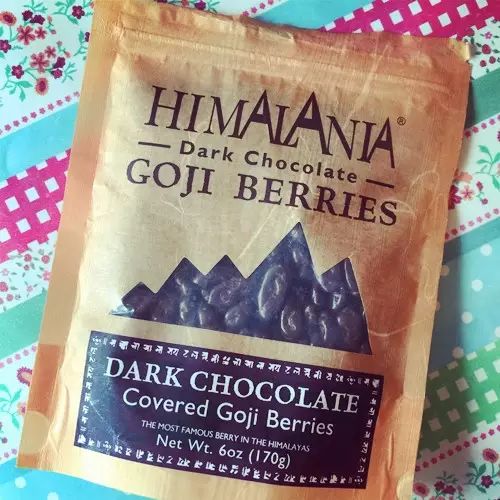 HIMALANIA®
Dark Chocolate
GOJI BERRIES
DARK CHOCOLATE
Covered Goji Berries
THE MOST FAMOUS BERRY IN THE HIMALAYAS
Net Wt. 6oz (170g)